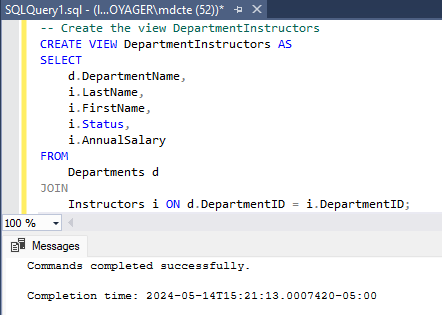 SQLQuery1.sql - (l...OYAGER\mdcte (52))*
-- Create the view DepartmentInstructors
CREATE VIEW DepartmentInstructors AS
SELECT
d.DepartmentName,
i.LastName,
i.FirstName,
i.Status,
i.AnnualSalary
FROM
Departments d
JOIN
Instructors i ON d.DepartmentID = i.DepartmentID;
100 %
Messages
Commands completed successfully.
Completion time: 2024-05-14T15:21:13.0007420-05:00